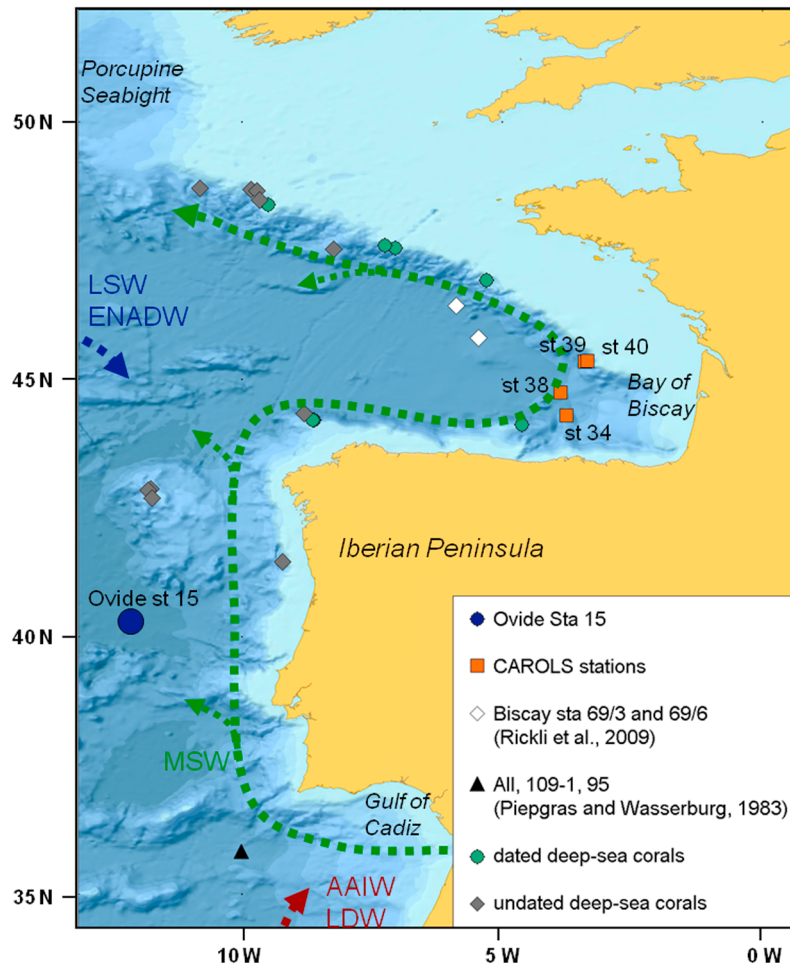 Porcupine
Seabight
50 N
LSW
ENADW
st 39
st 40
45 N
st 38
Bay of
Biscay
st 34
Iberian Peninsula
Ovide st 15
40 N
MSW
Gulf of
Cadiz
35 N
AAIW
LDW
10 W
5 W
0 W
Ovide Sta 15
CAROLS stations
Biscay sta 69/3 and 69/6
(Rickli et al., 2009)
All, 109-1, 95
(Piepgras and Wasserburg, 1983)
dated deep-sea corals
undated deep-sea corals